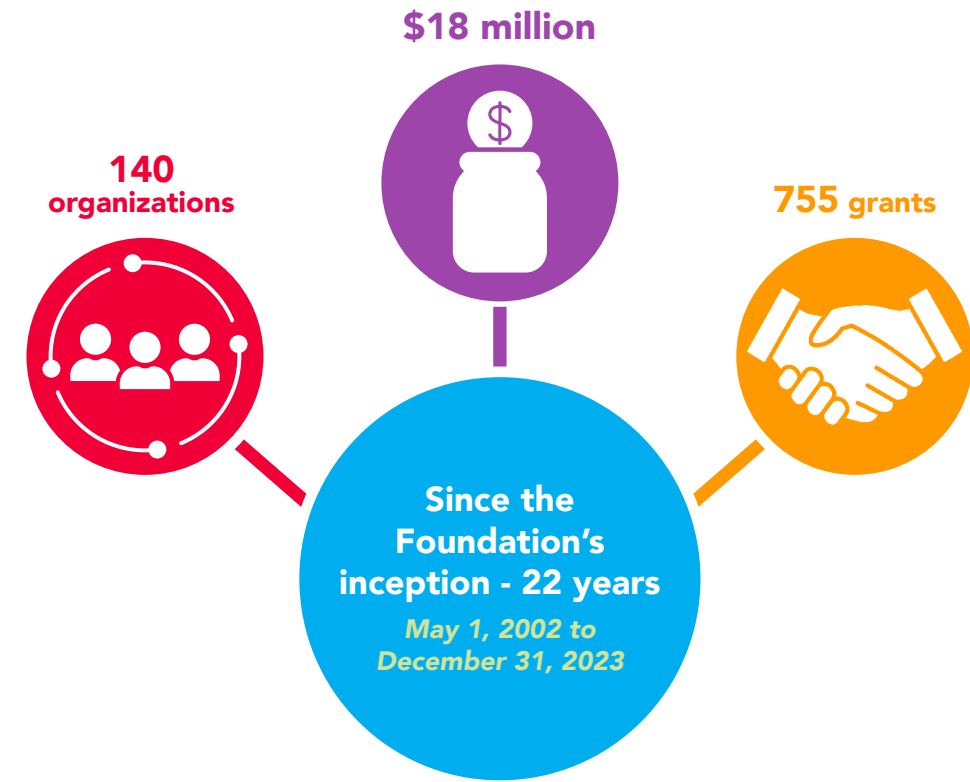 $18 million
140
organizations
755 grants
$
Since the
Foundation’s
inception - 22 years
May 1, 2002 to
December 31, 2023